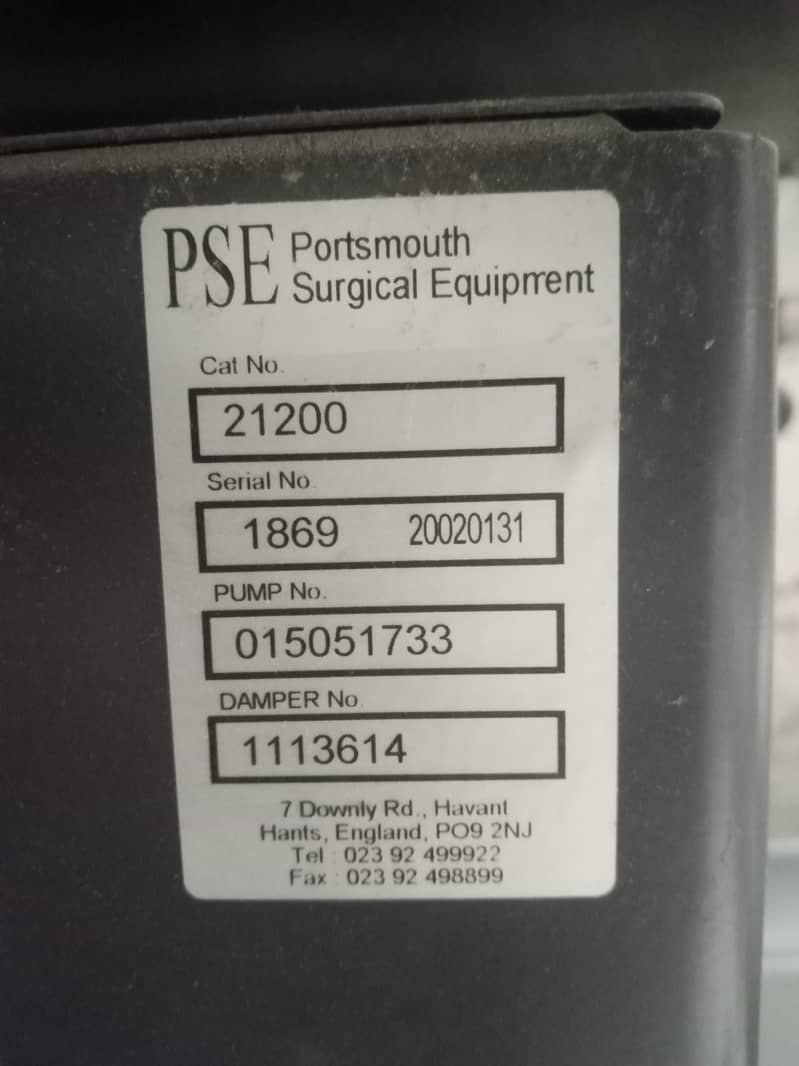 PSE Portsmouth
Surgical Equipment
Cat No.
21200
Serial No.
1869 20020131
PUMP No.
015051733
DAMPER No.
1113614
7 Downly Rd., Havant
Hants, England, PO9 2NJ
Tel : 023 92 499922
Fax : 023 92 498899